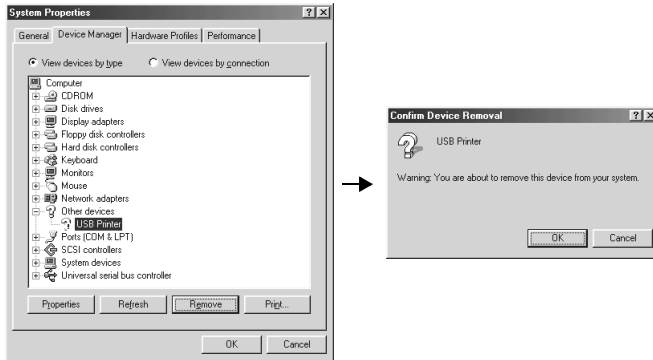 System Properties
General Device Manager Hardware Profiles Performance
View devices by type View devices by connection
Computer
CDROM
Disk drives
Display adapters
Floppy disk controllers
Hard disk controllers
Keyboard
Monitors
Mouse
Network adapters
Other devices
USB Printer
Ports (COM & LPT)
SCSI controllers
System devices
Universal serial bus controller
Properties Refresh Remove Print...
OK Cancel
Confirm Device Removal
USB Printer
Warning: You are about to remove this device from your system.
OK Cancel